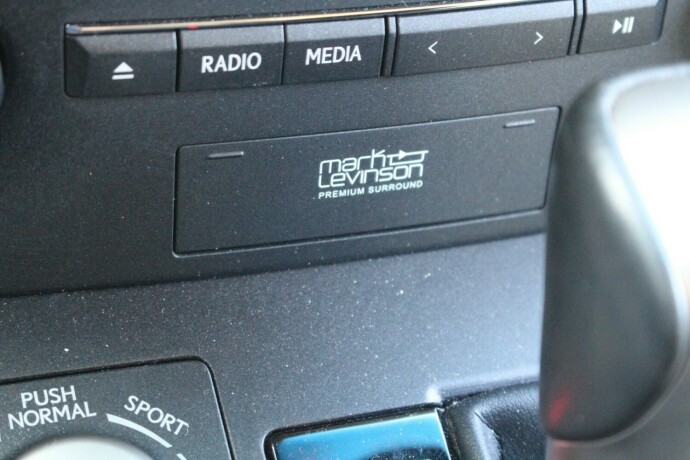 RADIO MEDIA < >
mark
Levinson
PREMIUM SURROUND
PUSH
NORMAL SPORT